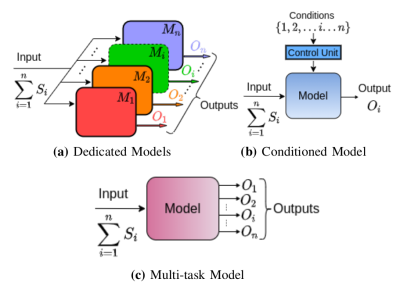 Input
\sum_{i=1}^{n} S_i
M_n
M_i
M_2
M_1
O_n
O_i
O_2
O_1
Outputs
(a) Dedicated Models
Conditions
{1, 2, ... i ... n}
Control Unit
Input
\sum_{i=1}^{n} S_i
Model
Output
O_i
(b) Conditioned Model
Input
\sum_{i=1}^{n} S_i
Model
O_1
O_2
O_i
O_n
Outputs
(c) Multi-task Model